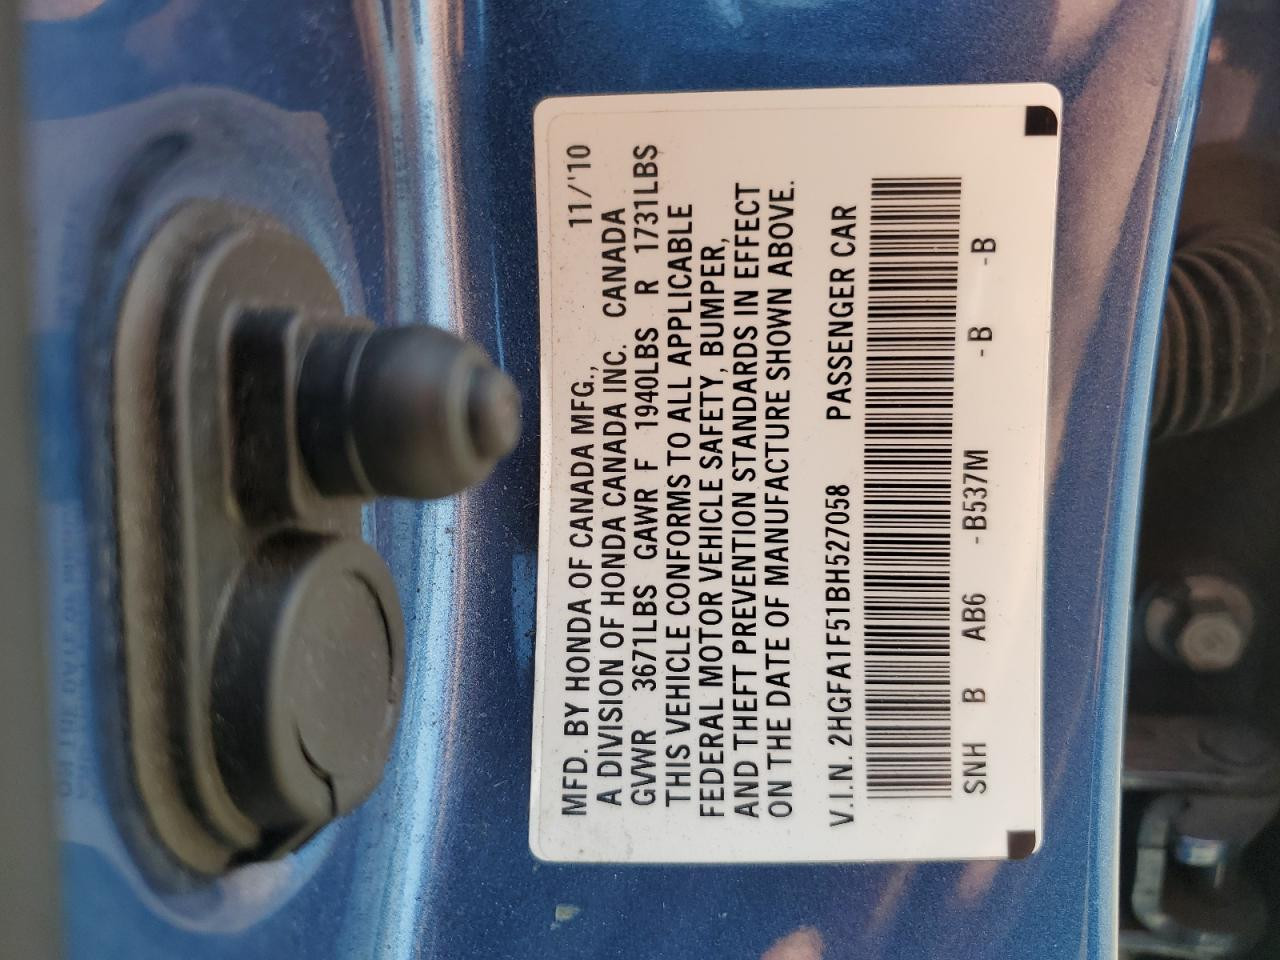 MFD. BY HONDA OF CANADA MFG., 11/'10
A DIVISION OF HONDA CANADA INC. CANADA
GVWR 3671LBS GAWR F 1940LBS R 1731LBS
THIS VEHICLE CONFORMS TO ALL APPLICABLE
FEDERAL MOTOR VEHICLE SAFETY, BUMPER,
AND THEFT PREVENTION STANDARDS IN EFFECT
ON THE DATE OF MANUFACTURE SHOWN ABOVE.
V.I.N. 2HGFA1F51BH527058 PASSENGER CAR
SNH B AB6 -B537M -B -B